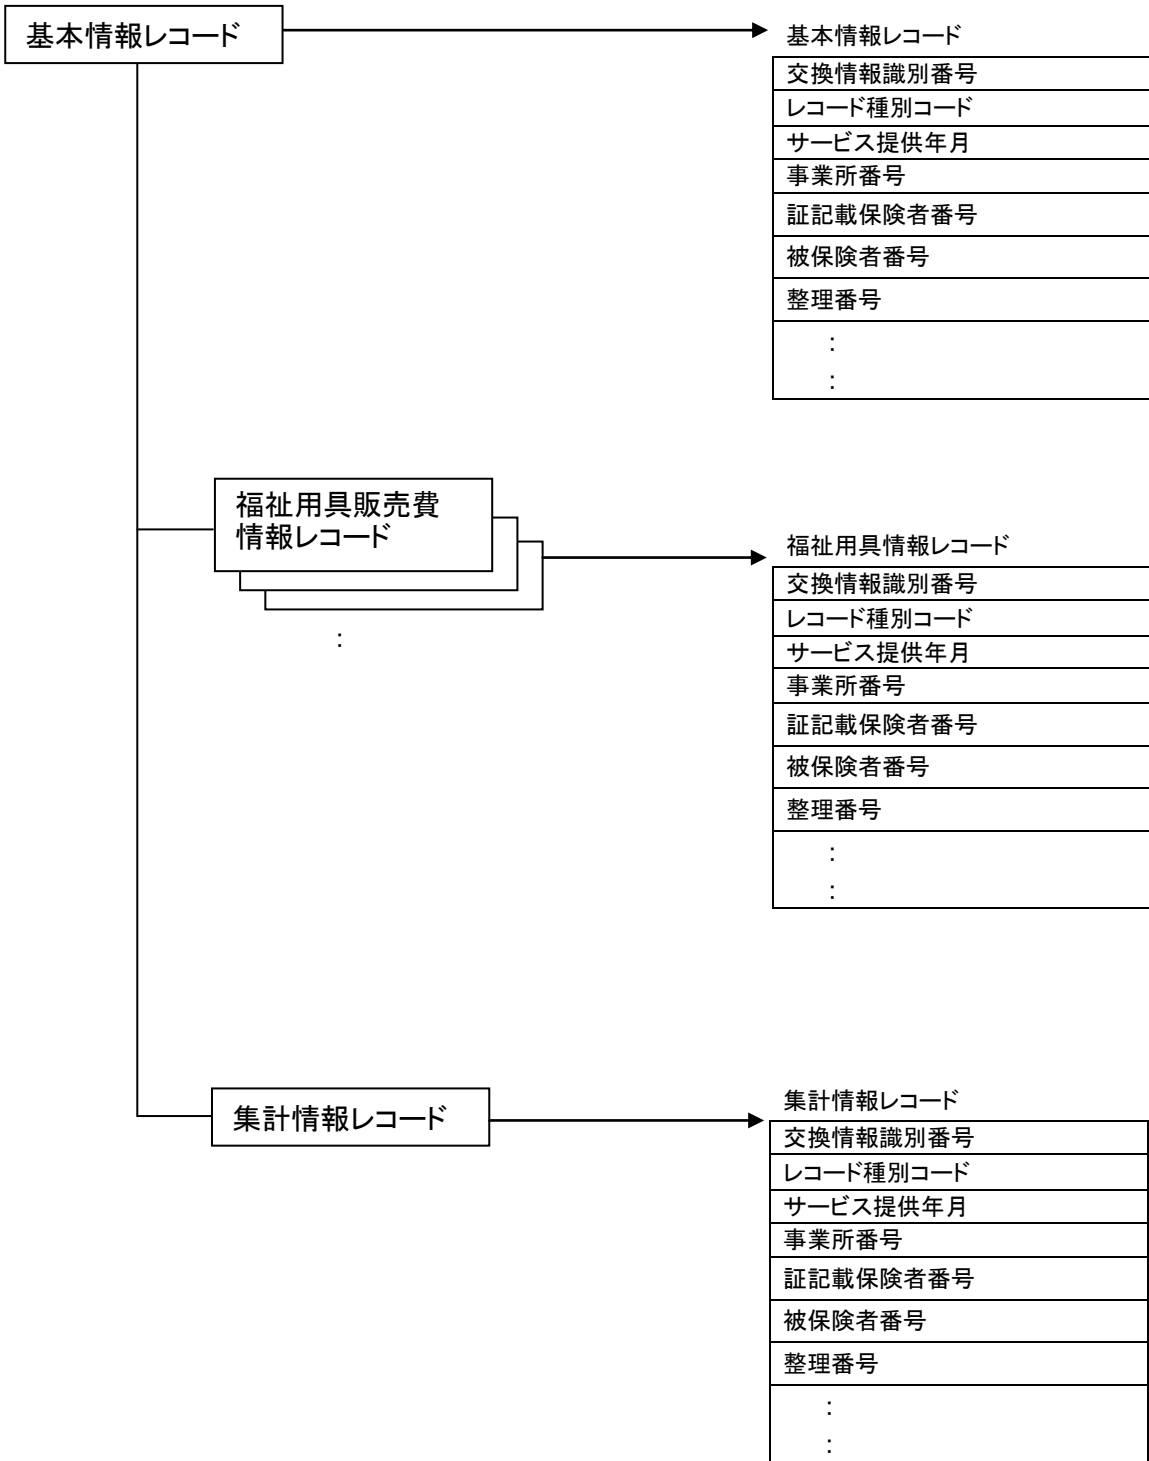 基本情報レコード
基本情報レコード
交換情報識別番号
レコード種別コード
サービス提供年月
事業所番号
証記載保険者番号
被保険者番号
整理番号
:
:
福祉用具販売費
情報レコード
:
福祉用具情報レコード
交換情報識別番号
レコード種別コード
サービス提供年月
事業所番号
証記載保険者番号
被保険者番号
整理番号
:
:
集計情報レコード
集計情報レコード
交換情報識別番号
レコード種別コード
サービス提供年月
事業所番号
証記載保険者番号
被保険者番号
整理番号
:
: